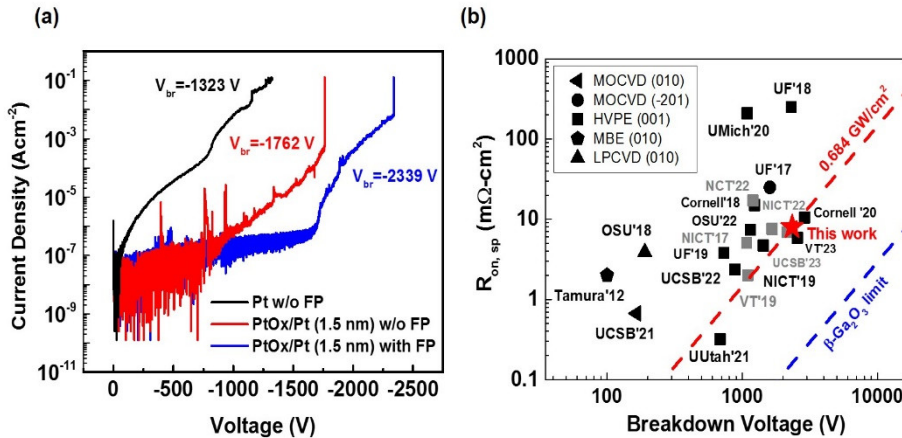 (a)
Current Density (Acm⁻²)
10⁻¹
10⁻³
10⁻⁵
10⁻⁷
10⁻⁹
10⁻¹¹
V_br=-1323 V
V_br=-1762 V
V_br=-2339 V
Pt w/o FP
PtOx/Pt (1.5 nm) w/o FP
PtOx/Pt (1.5 nm) with FP
0 -500 -1000 -1500 -2000 -2500
Voltage (V)
(b)
R_on, sp (mΩ-cm²)
1000
100
10
1
0.1
MOCVD (010)
MOCVD (-201)
HVPE (001)
MBE (010)
LPCVD (010)
UF'18
UMich'20
0.684 GW/cm²
UF'17
NCT'22
NICT'22
Cornell'18
Cornell '20
OSU'22
This work
OSU'18
NICT'17
VT'23
UF'19
UCSB'23
UCSB'22
NICT'19
Tamura'12
VT'19
UCSB'21
UUtah'21
β-Ga₂O₃ limit
100 1000 10000
Breakdown Voltage (V)